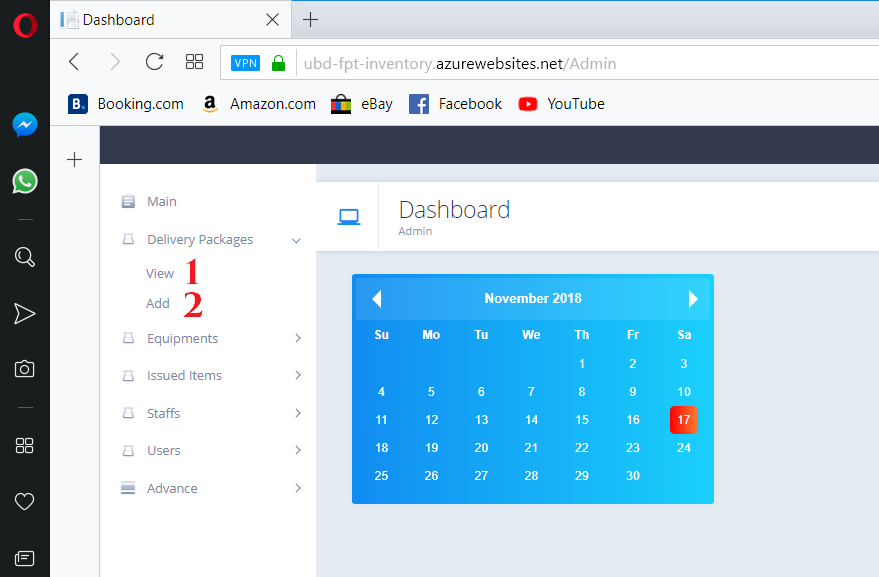 Dashboard
VPN ubd-fpt-inventory.azurewebsites.net/Admin
B. Booking.com a Amazon.com eBay f Facebook YouTube
Main
Delivery Packages
View 1
Add 2
Equipments
Issued Items
Staffs
Users
Advance
Dashboard
Admin
November 2018
Su Mo Tu We Th Fr Sa
1 2 3
4 5 6 7 8 9 10
11 12 13 14 15 16 17
18 19 20 21 22 23 24
25 26 27 28 29 30